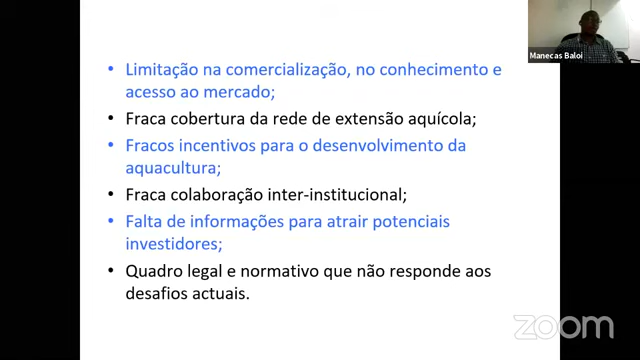 Manecas Baloi
• Limitação na comercialização, no conhecimento e
acesso ao mercado;
• Fraca cobertura da rede de extensão aquícola;
• Fracos incentivos para o desenvolvimento da
aquacultura;
• Fraca colaboração inter-institucional;
• Falta de informações para atrair potenciais
investidores;
• Quadro legal e normativo que não responde aos
desafios actuais.
zoom